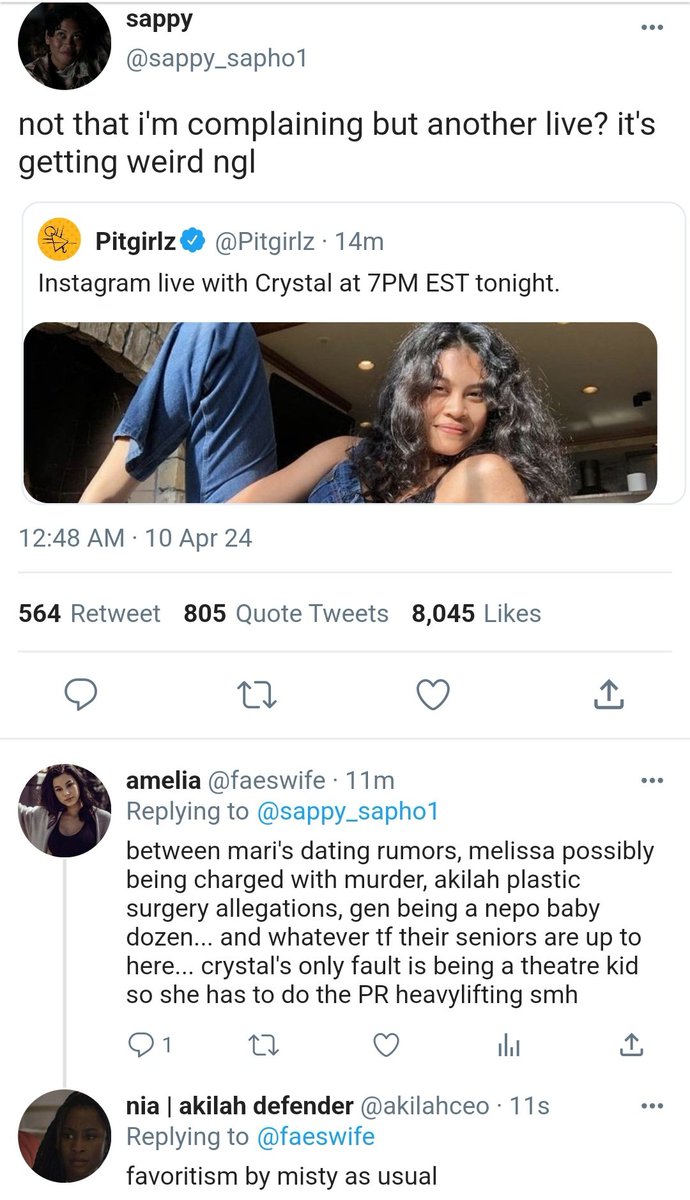 sappy
@sappy_sapho1
not that i'm complaining but another live? it's
getting weird ngl
Pitgirlz @Pitgirlz · 14m
Instagram live with Crystal at 7PM EST tonight.
12:48 AM · 10 Apr 24
564 Retweet 805 Quote Tweets 8,045 Likes
amelia @faeswife · 11m
Replying to @sappy_sapho1
between mari's dating rumors, melissa possibly
being charged with murder, akilah plastic
surgery allegations, gen being a nepo baby
dozen... and whatever tf their seniors are up to
here... crystal's only fault is being a theatre kid
so she has to do the PR heavylifting smh
1
nia | akilah defender @akilahceo · 11s
Replying to @faeswife
favoritism by misty as usual